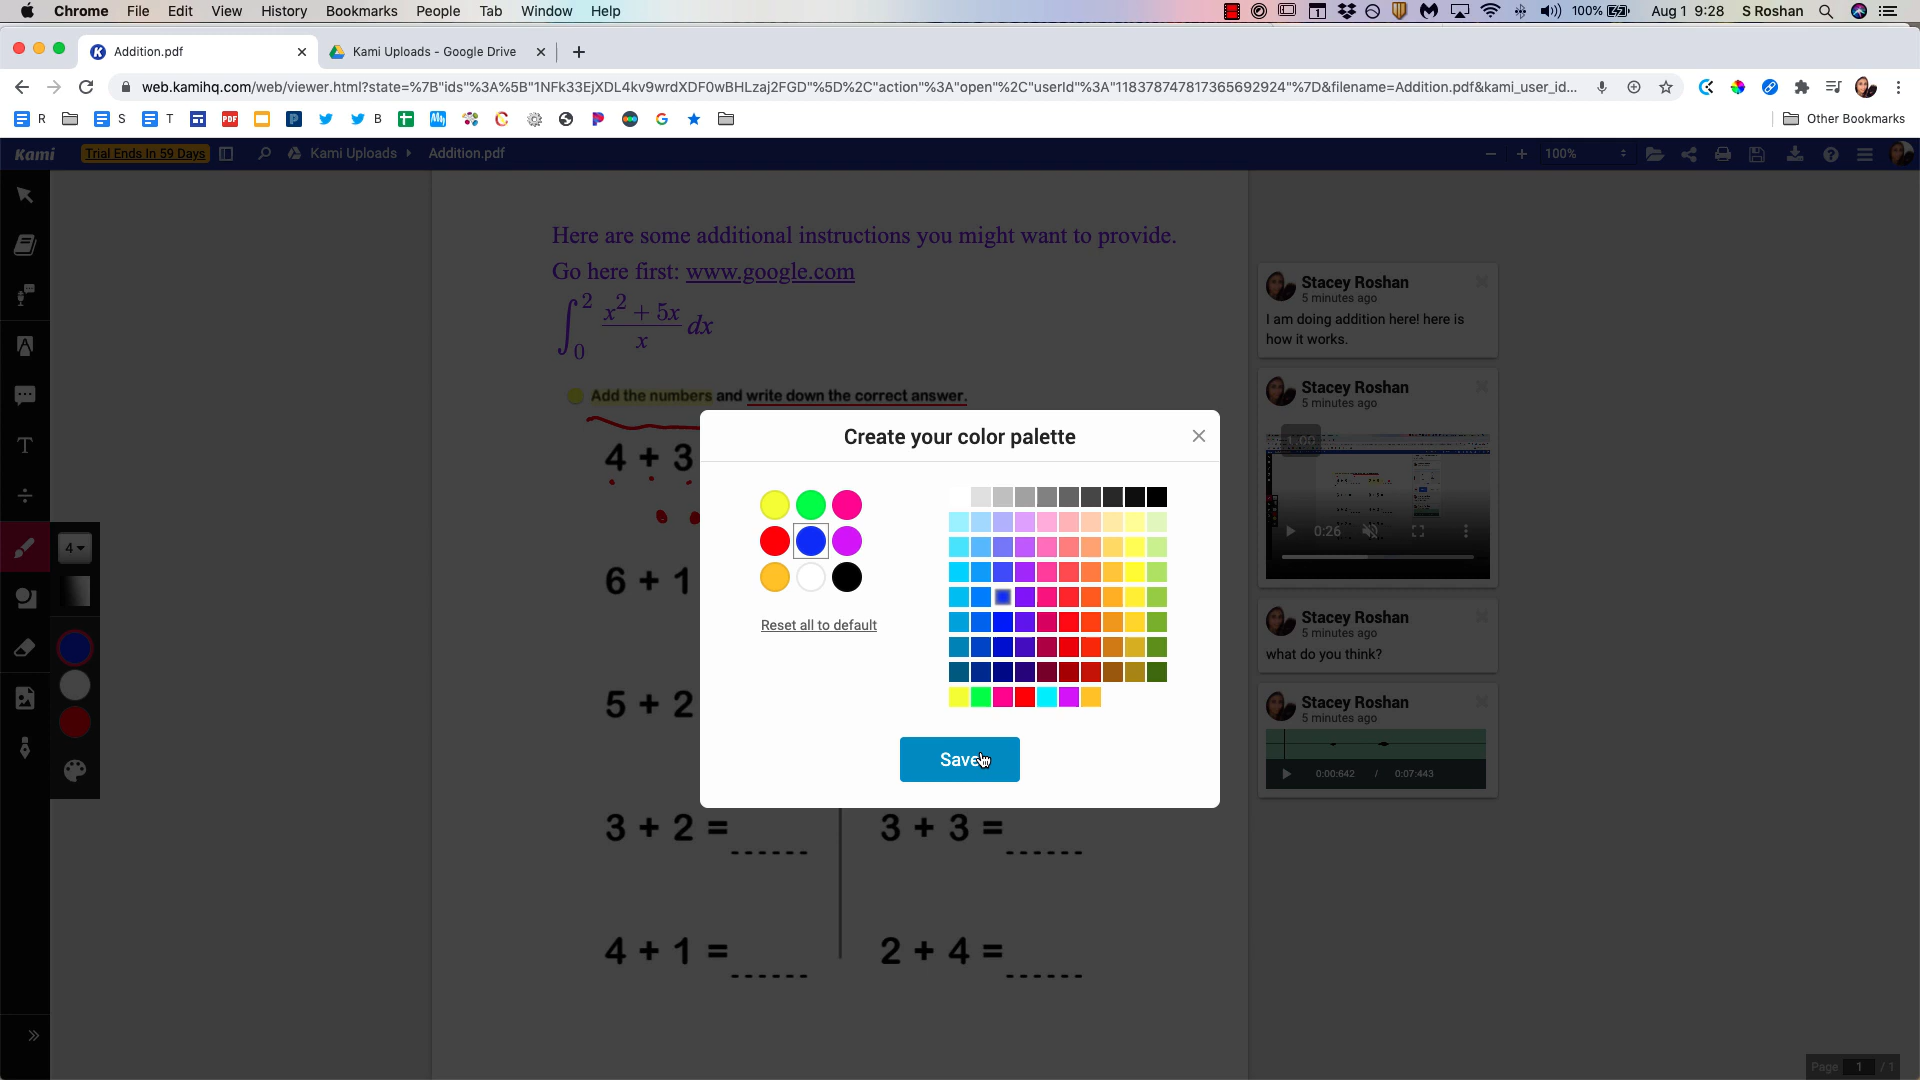 Chrome File Edit View History Bookmarks People Tab Window Help 100% Aug 1 9:28 S Roshan
Addition.pdf Kami Uploads - Google Drive
web.kamihq.com/web/viewer.html?state=%7B"ids"%3A%5B"1NFk33EjXDL4kv9wrdXDF0wBHLzaj2FGD"%5D%2C"action"%3A"open"%2C"userId"%3A"118378747817365692924"%7D&filename=Addition.pdf&kami_user_id...
R S T PDF B Other Bookmarks
Kami Trial Ends In 59 Days Kami Uploads Addition.pdf 100%
Here are some additional instructions you might want to provide.
Go here first: www.google.com
∫₀² (x² + 5x)/x dx
Add the numbers and write down the correct answer.
4 + 3
6 + 1
5 + 2
3 + 2 = ------ 3 + 3 = ------
4 + 1 = ------ 2 + 4 = ------
4
Create your color palette
Reset all to default
Save
Stacey Roshan
5 minutes ago
I am doing addition here! here is
how it works.
Stacey Roshan
5 minutes ago
1.00
0:26
Stacey Roshan
5 minutes ago
what do you think?
Stacey Roshan
5 minutes ago
0:00:642 / 0:07:443
Page 1 / 1